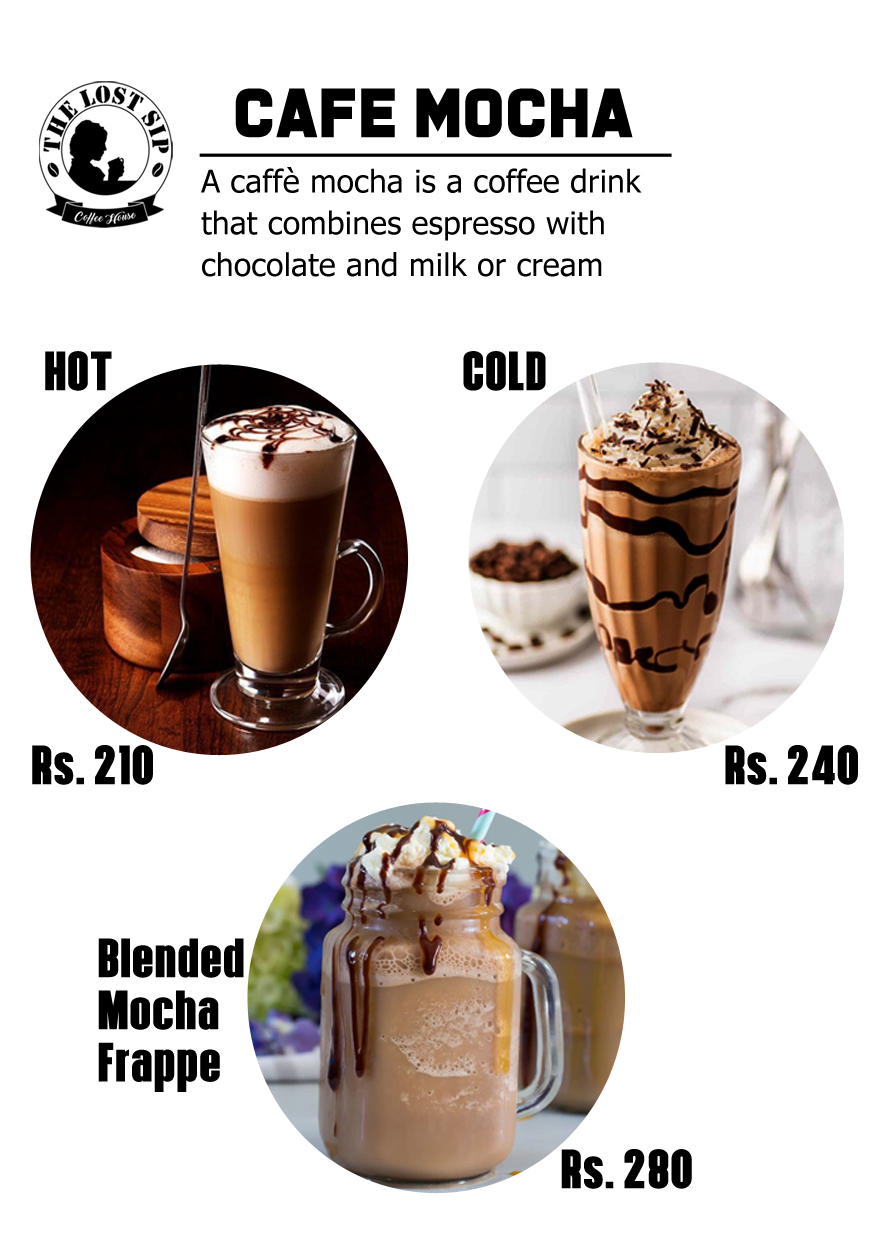 THE LOST SIP
Coffee House
CAFE MOCHA
A caffè mocha is a coffee drink
that combines espresso with
chocolate and milk or cream
HOT
COLD
Rs. 210
Rs. 240
Blended
Mocha
Frappe
Rs. 280